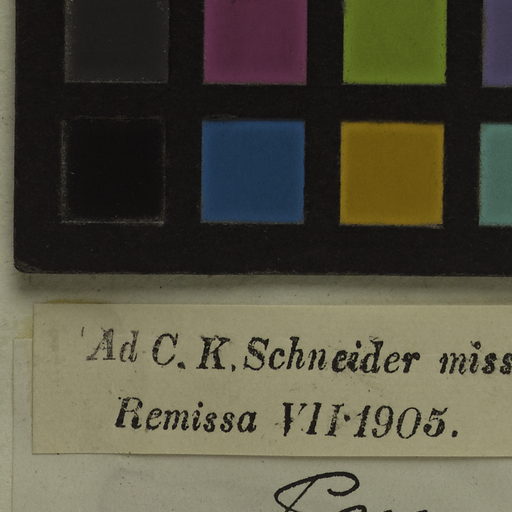 Ad C. K. Schneider miss
Remissa VII·1905.